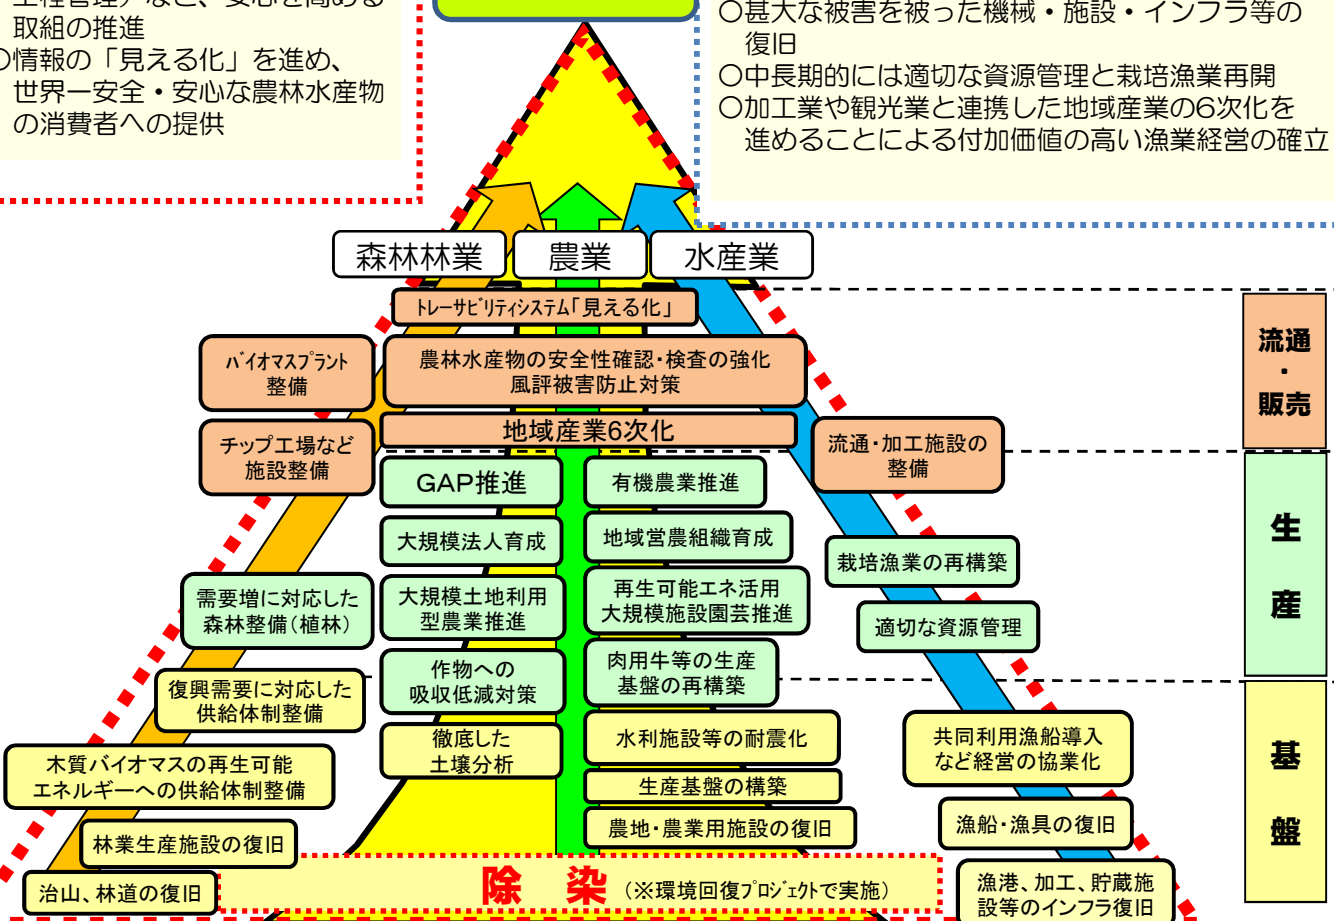 工程管理）など、安心を高める
取組の推進
○情報の「見える化」を進め、
世界一安全・安心な農林水産物
の消費者への提供
○甚大な被害を被った機械・施設・インフラ等の
復旧
○中長期的には適切な資源管理と栽培漁業再開
○加工業や観光業と連携した地域産業の6次化を
進めることによる付加価値の高い漁業経営の確立
森林林業
農業
水産業
ﾄﾚｰｻﾋﾞﾘﾃｨｼｽﾃﾑ｢見える化」
ﾊﾞｲｵﾏｽﾌﾟﾗﾝﾄ
整備
農林水産物の安全性確認・検査の強化
風評被害防止対策
流通
・
販売
地域産業6次化
チップ工場など
施設整備
流通・加工施設の
整備
GAP推進
有機農業推進
大規模法人育成
地域営農組織育成
栽培漁業の再構築
生
産
需要増に対応した
森林整備（植林）
大規模土地利用
型農業推進
再生可能エネ活用
大規模施設園芸推進
適切な資源管理
作物への
吸収低減対策
肉用牛等の生産
基盤の再構築
復興需要に対応した
供給体制整備
徹底した
土壌分析
水利施設等の耐震化
共同利用漁船導入
など経営の協業化
基
盤
木質バイオマスの再生可能
エネルギーへの供給体制整備
生産基盤の構築
林業生産施設の復旧
農地・農業用施設の復旧
漁船・漁具の復旧
治山、林道の復旧
除　染（※環境回復ﾌﾟﾛｼﾞｪｸﾄで実施）
漁港、加工、貯蔵施
設等のインフラ復旧